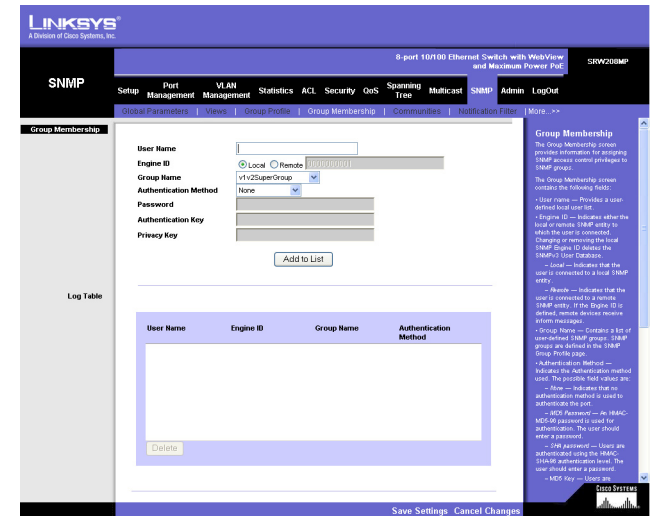 LINKSYS®
A Division of Cisco Systems, Inc.
8-port 10/100 Ethernet Switch with WebView
and Maximum Power PoE
SRW208MP
SNMP
Setup
Port Management
VLAN Management
Statistics
ACL
Security
QoS
Spanning Tree
Multicast
SNMP
Admin
LogOut
Global Parameters | Views | Group Profile | Group Membership | Communities | Notification Filter | More...>>
Group Membership
User Name
Engine ID
Local
Remote
Group Name
v1v2SuperGroup
Authentication Method
None
Password
Authentication Key
Privacy Key
Add to List
Log Table
User Name
Engine ID
Group Name
Authentication
Method
Delete
Group Membership
The Group Membership screen
provides information for assigning
SNMP access control privileges to
SNMP groups.
The Group Membership screen
contains the following fields:
• User name — Provides a user-
defined local user list.
• Engine ID — Indicates either the
local or remote SNMP entity to
which the user is connected.
Changing or removing the local
SNMP Engine ID deletes the
SNMPv3 User Database.
– Local — Indicates that the
user is connected to a local SNMP
entity.
– Remote — Indicates that the
user is connected to a remote
SNMP entity. If the Engine ID is
defined, remote devices receive
inform messages.
• Group Name — Contains a list of
user-defined SNMP groups. SNMP
groups are defined in the SNMP
Group Profile page.
• Authentication Method —
Indicates the Authentication method
used. The possible field values are:
– None — Indicates that no
authentication method is used to
authenticate the port.
– MD5 Password — An HMAC-
MD5-96 password is used for
authentication. The user should
enter a password.
– SHA password — Users are
authenticated using the HMAC-
SHA-96 authentication level. The
user should enter a password.
– MD5 Key — Users are
Save Settings
Cancel Changes
CISCO SYSTEMS